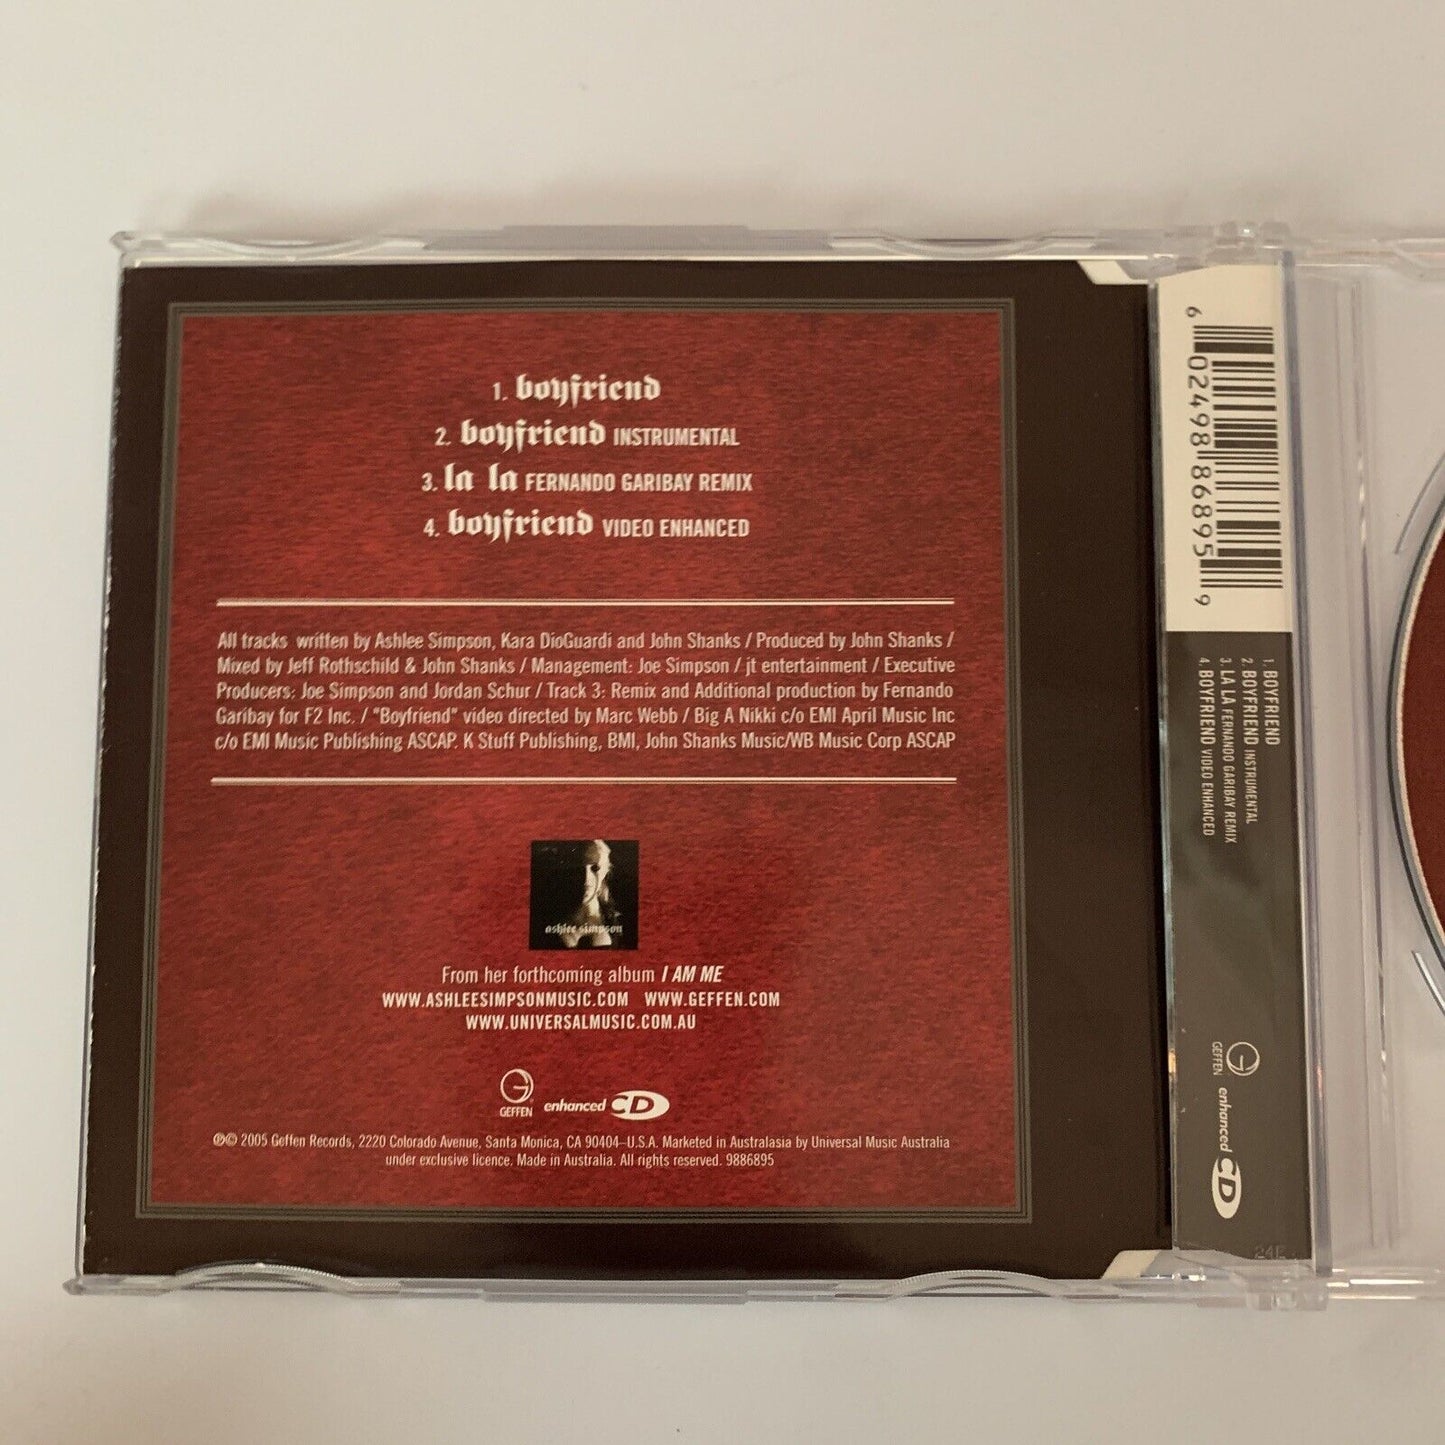 1. boyfriend
2. boyfriend INSTRUMENTAL
3. la la FERNANDO GARIBAY REMIX
4. boyfriend VIDEO ENHANCED
All tracks written by Ashlee Simpson, Kara DioGuardi and John Shanks / Produced by John Shanks /
Mixed by Jeff Rothschild & John Shanks / Management: Joe Simpson / jt entertainment / Executive
Producers: Joe Simpson and Jordan Schur / Track 3: Remix and Additional production by Fernando
Garibay for F2 Inc. / "Boyfriend" video directed by Marc Webb / Big A Nikki c/o EMI April Music Inc
c/o EMI Music Publishing ASCAP. K Stuff Publishing, BMI, John Shanks Music/WB Music Corp ASCAP
ashlee simpson
From her forthcoming album I AM ME
WWW.ASHLEESIMPSONMUSIC.COM WWW.GEFFEN.COM
WWW.UNIVERSALMUSIC.COM.AU
GEFFEN enhanced CD
℗© 2005 Geffen Records, 2220 Colorado Avenue, Santa Monica, CA 90404–U.S.A. Marketed in Australasia by Universal Music Australia
under exclusive licence. Made in Australia. All rights reserved. 9886895
6 02498 86895 9
1. BOYFRIEND
2. BOYFRIEND INSTRUMENTAL
3. LA LA FERNANDO GARIBAY REMIX
4. BOYFRIEND VIDEO ENHANCED
GEFFEN
enhanced CD